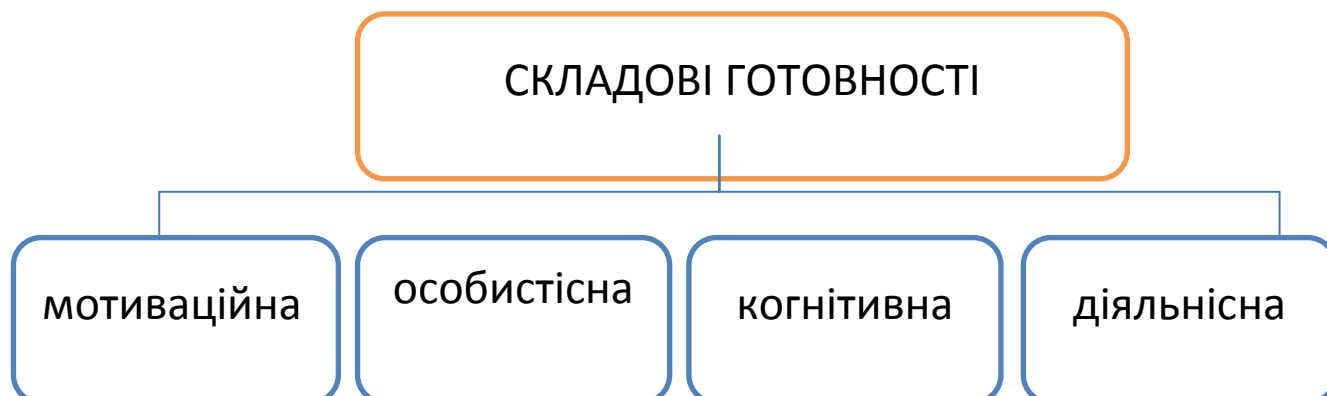 СКЛАДОВІ ГОТОВНОСТІ
мотиваційна
особистісна
когнітивна
діяльнісна